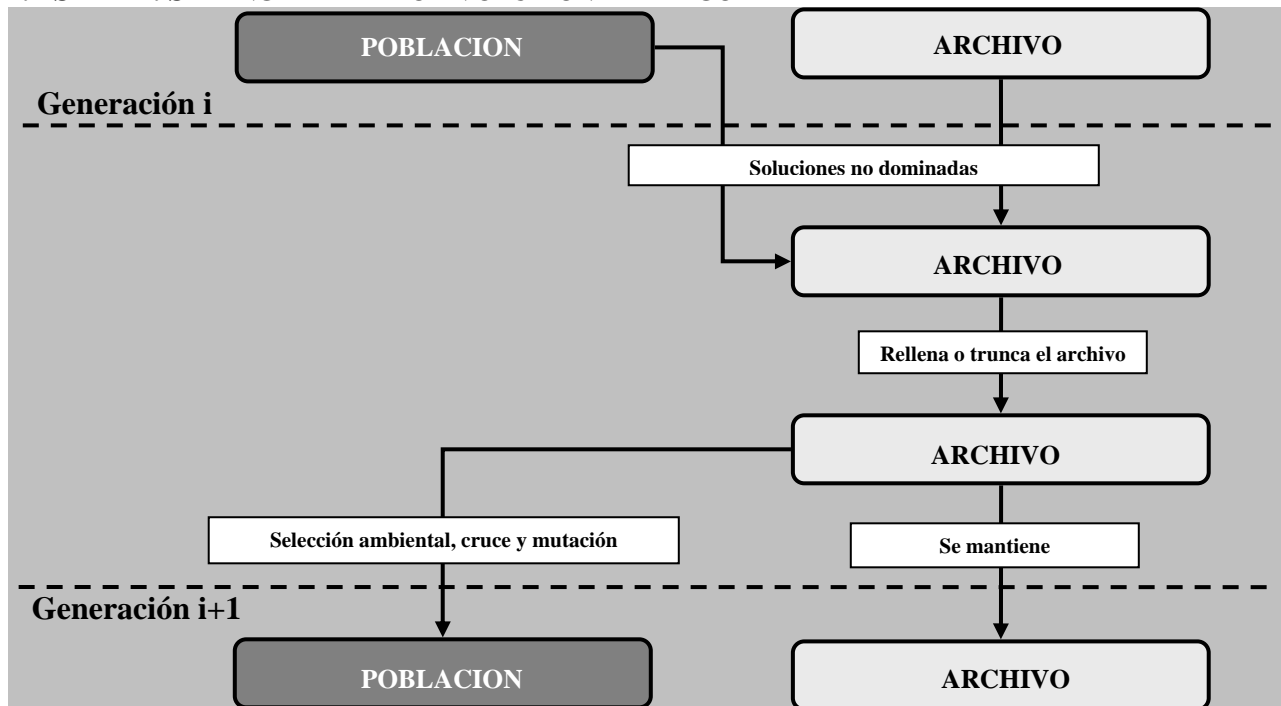 POBLACION
ARCHIVO
Generación i
Soluciones no dominadas
ARCHIVO
Rellena o trunca el archivo
ARCHIVO
Selección ambiental, cruce y mutación
Se mantiene
Generación i+1
POBLACION
ARCHIVO